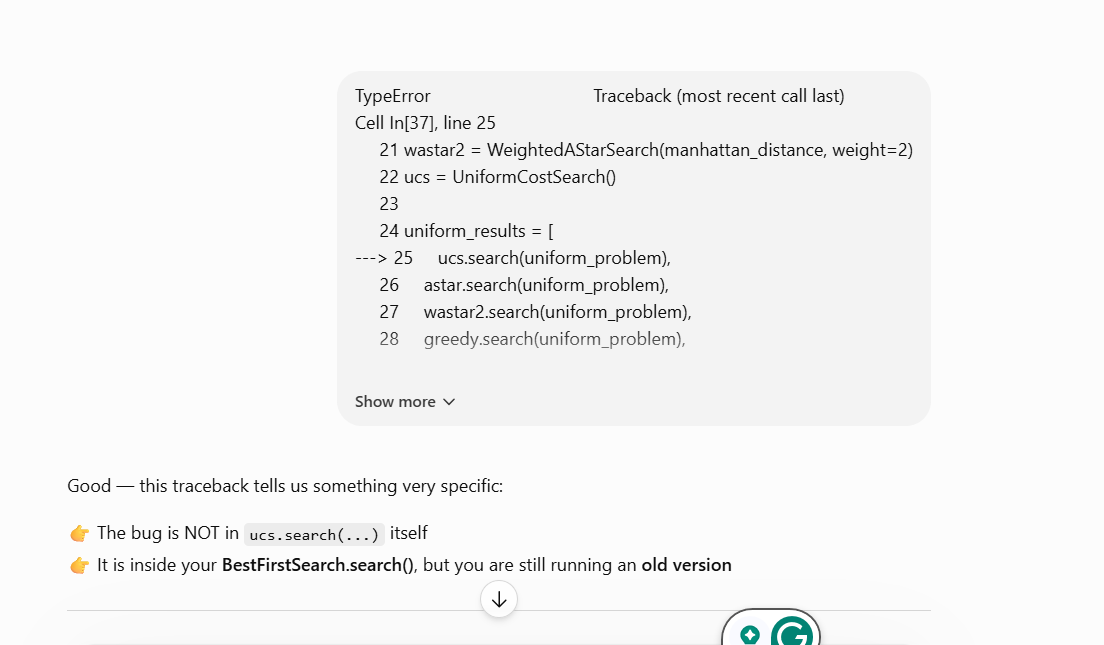 TypeError                                 Traceback (most recent call last)
Cell In[37], line 25
     21 wastar2 = WeightedAStarSearch(manhattan_distance, weight=2)
     22 ucs = UniformCostSearch()
     23
     24 uniform_results = [
---> 25     ucs.search(uniform_problem),
     26     astar.search(uniform_problem),
     27     wastar2.search(uniform_problem),
     28     greedy.search(uniform_problem),
Show more
Good — this traceback tells us something very specific:
👉 The bug is NOT in ucs.search(...) itself
👉 It is inside your BestFirstSearch.search(), but you are still running an old version